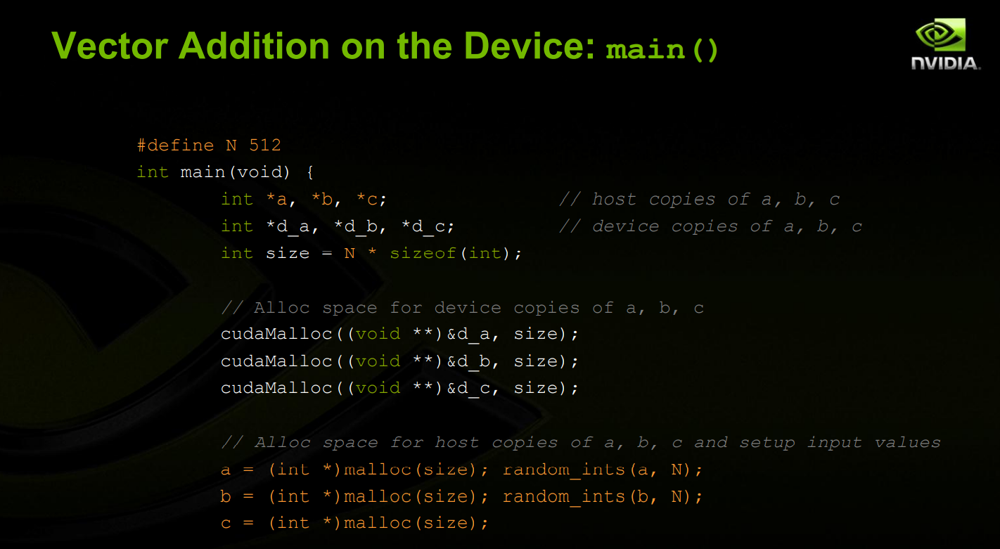 Vector Addition on the Device: main()
NVIDIA.
#define N 512
int main(void) {
int *a, *b, *c; // host copies of a, b, c
int *d_a, *d_b, *d_c; // device copies of a, b, c
int size = N * sizeof(int);
// Alloc space for device copies of a, b, c
cudaMalloc((void **)&d_a, size);
cudaMalloc((void **)&d_b, size);
cudaMalloc((void **)&d_c, size);
// Alloc space for host copies of a, b, c and setup input values
a = (int *)malloc(size); random_ints(a, N);
b = (int *)malloc(size); random_ints(b, N);
c = (int *)malloc(size);